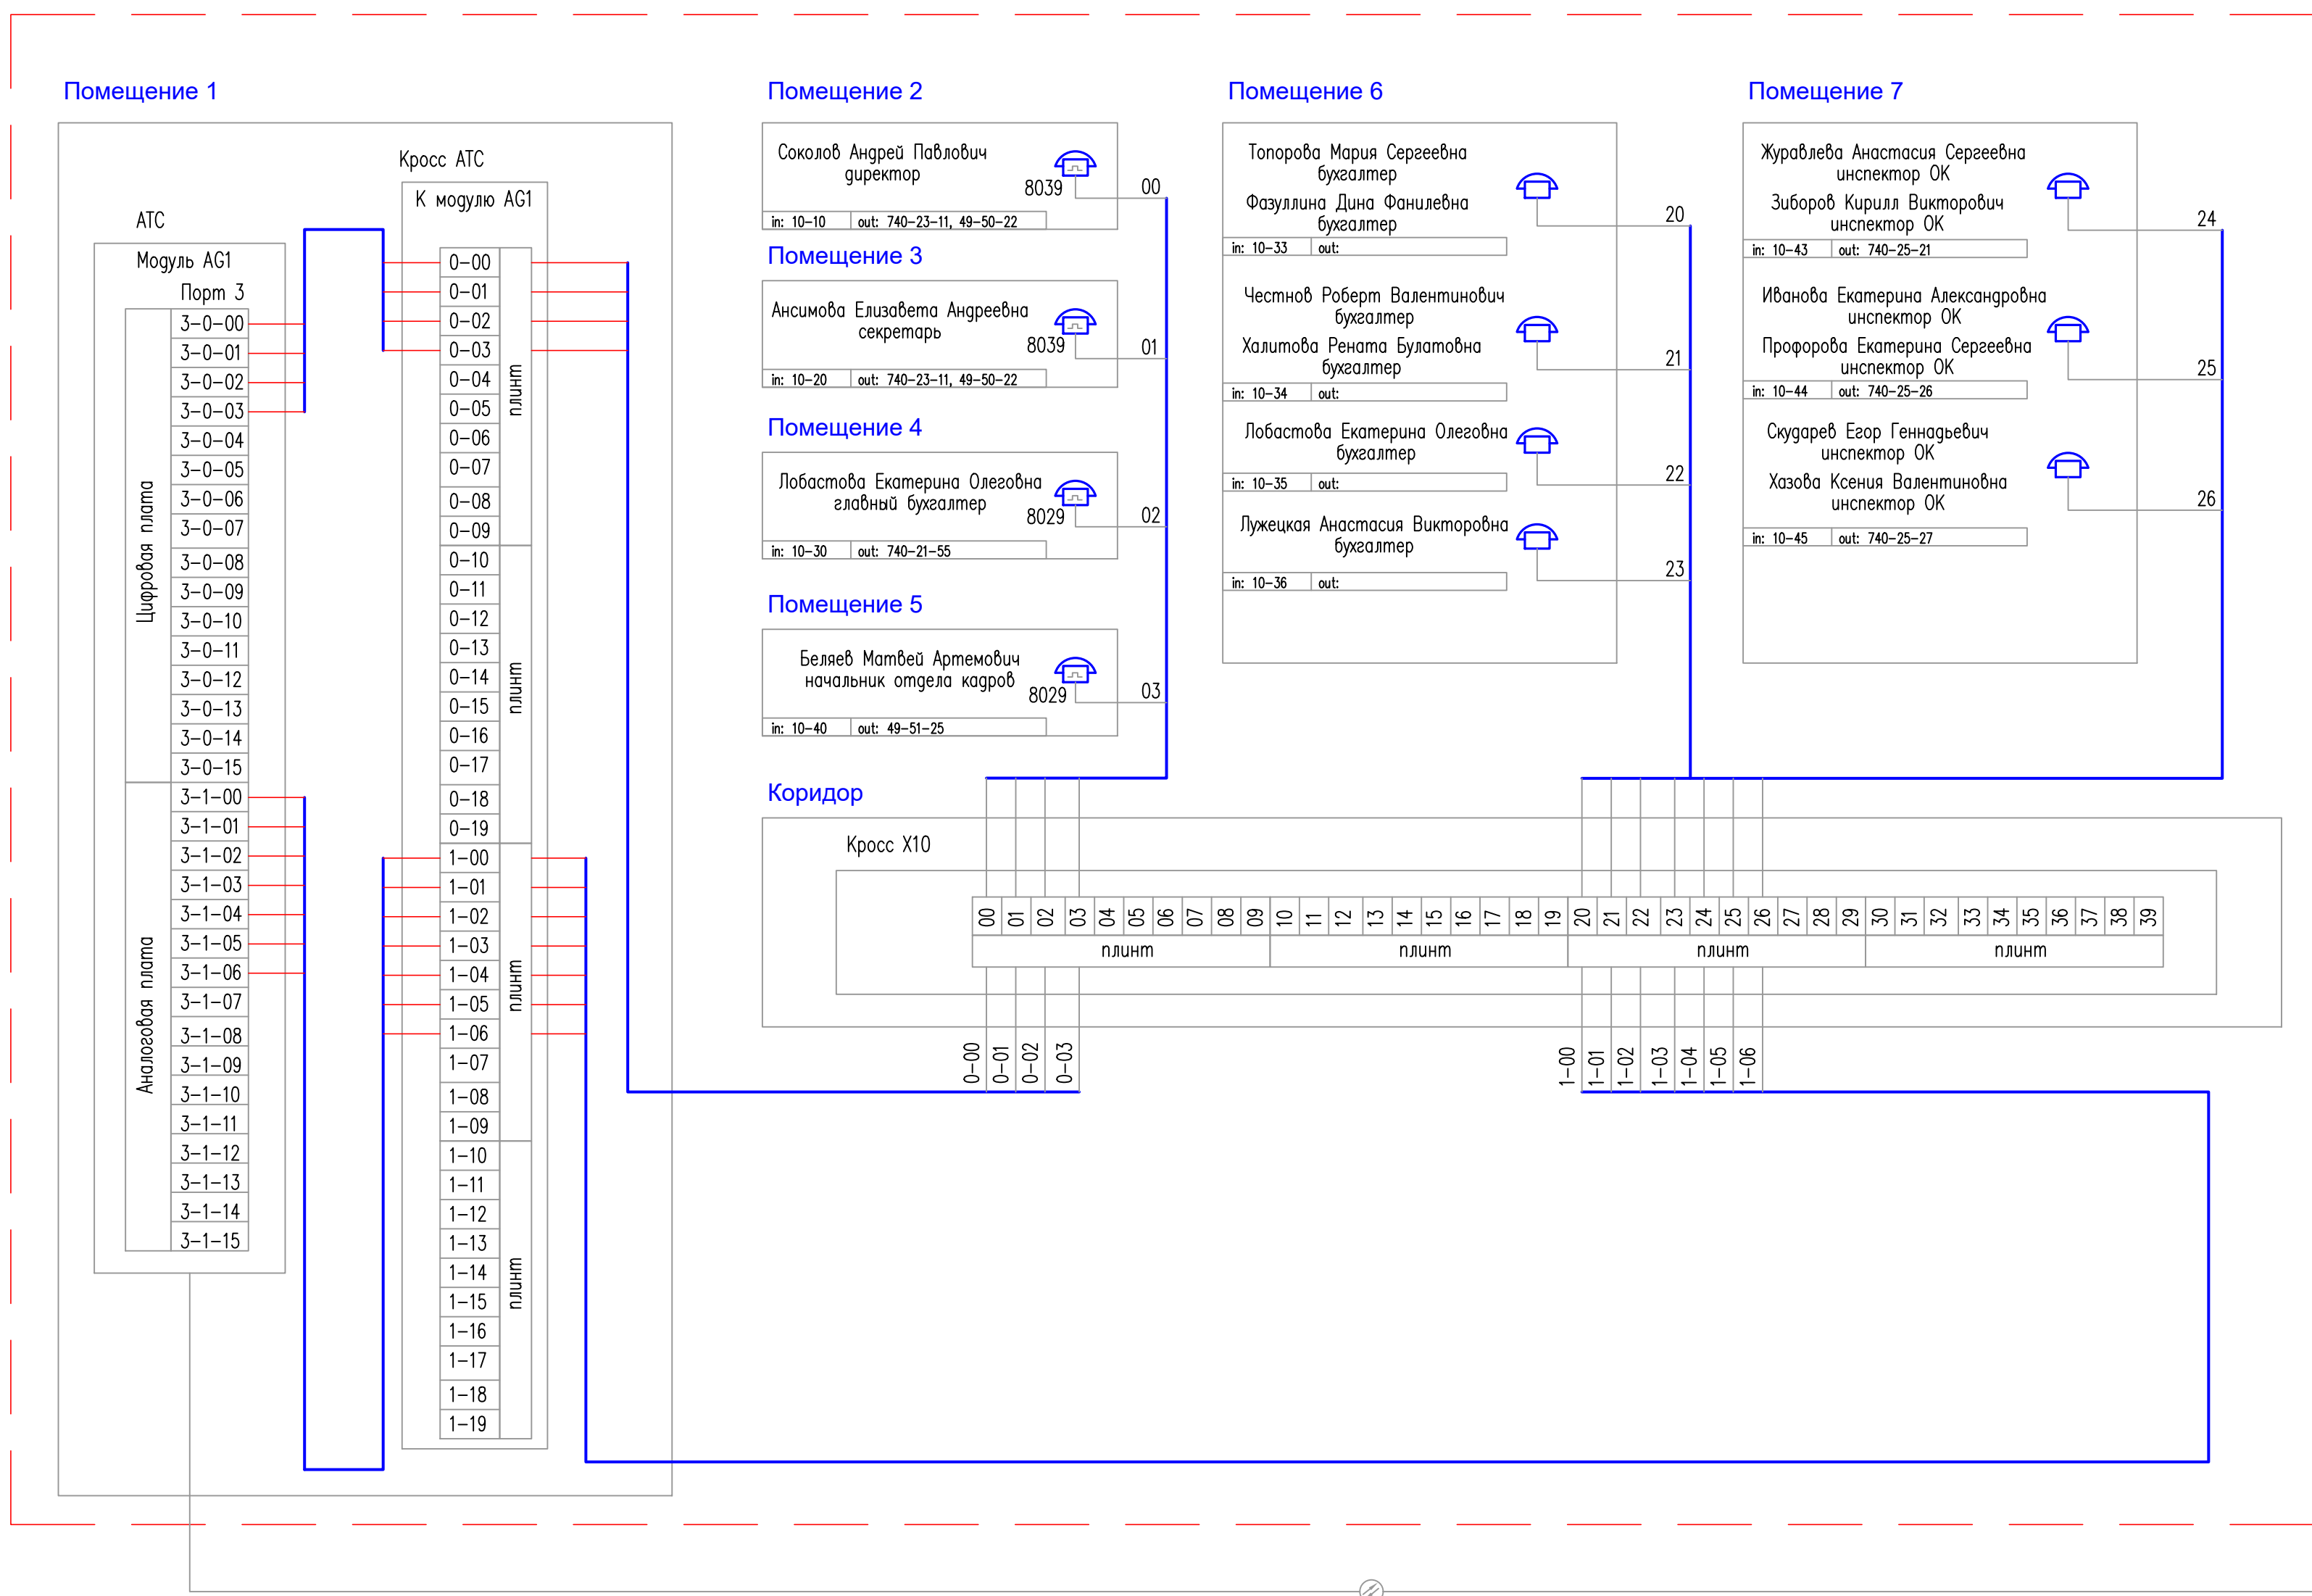 Помещение 1
АТС
Модуль AG1
Порт 3
Цифровая плата
3-0-00
3-0-01
3-0-02
3-0-03
3-0-04
3-0-05
3-0-06
3-0-07
3-0-08
3-0-09
3-0-10
3-0-11
3-0-12
3-0-13
3-0-14
3-0-15
Аналоговая плата
3-1-00
3-1-01
3-1-02
3-1-03
3-1-04
3-1-05
3-1-06
3-1-07
3-1-08
3-1-09
3-1-10
3-1-11
3-1-12
3-1-13
3-1-14
3-1-15
Кросс АТС
К модулю AG1
0-00
0-01
0-02
0-03
0-04
0-05
0-06
0-07
0-08
0-09
плинт
0-10
0-11
0-12
0-13
0-14
0-15
0-16
0-17
0-18
0-19
плинт
1-00
1-01
1-02
1-03
1-04
1-05
1-06
1-07
1-08
1-09
плинт
1-10
1-11
1-12
1-13
1-14
1-15
1-16
1-17
1-18
1-19
плинт
Помещение 2
Соколов Андрей Павлович
директор
8039
00
in: 10-10 out: 740-23-11, 49-50-22
Помещение 3
Ансимова Елизавета Андреевна
секретарь
8039
01
in: 10-20 out: 740-23-11, 49-50-22
Помещение 4
Лобастова Екатерина Олеговна
главный бухгалтер
8029
02
in: 10-30 out: 740-21-55
Помещение 5
Беляев Матвей Артемович
начальник отдела кадров
8029
03
in: 10-40 out: 49-51-25
Помещение 6
Топорова Мария Сергеевна
бухгалтер
Фазуллина Дина Фанилевна
бухгалтер
20
in: 10-33 out:
Честнов Роберт Валентинович
бухгалтер
Халитова Рената Булатовна
бухгалтер
21
in: 10-34 out:
Лобастова Екатерина Олеговна
бухгалтер
22
in: 10-35 out:
Лужецкая Анастасия Викторовна
бухгалтер
23
in: 10-36 out:
Помещение 7
Журавлева Анастасия Сергеевна
инспектор ОК
Зиборов Кирилл Викторович
инспектор ОК
24
in: 10-43 out: 740-25-21
Иванова Екатерина Александровна
инспектор ОК
Профорова Екатерина Сергеевна
инспектор ОК
25
in: 10-44 out: 740-25-26
Скударев Егор Геннадьевич
инспектор ОК
Хазова Ксения Валентиновна
инспектор ОК
26
in: 10-45 out: 740-25-27
Коридор
Кросс Х10
00 01 02 03 04 05 06 07 08 09 10 11 12 13 14 15 16 17 18 19 20 21 22 23 24 25 26 27 28 29 30 31 32 33 34 35 36 37 38 39
плинт плинт плинт плинт
0-00 0-01 0-02 0-03 1-00 1-01 1-02 1-03 1-04 1-05 1-06